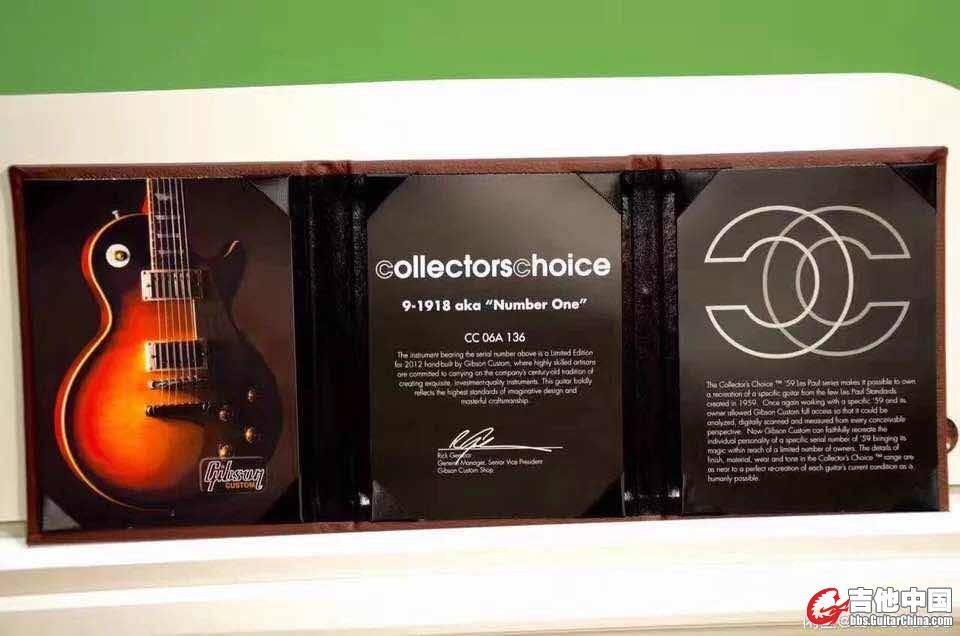 Gibson
CUSTOM
collectorschoice
9-1918 aka "Number One"
CC 06A 136
The instrument bearing the serial number above is a Limited Edition
for 2012 hand-built by Gibson Custom, where highly skilled artisans
are committed to carrying on the company's century-old tradition of
creating exquisite, investment-quality instruments. This guitar boldly
reflects the highest standards of imaginative design and
masterful craftsmanship.
Rick Gembar
General Manager, Senior Vice President
Gibson Custom Shop
The Collector's Choice ™ '59 Les Paul series makes it possible to own
a recreation of a specific guitar from the few Les Paul Standards
created in 1959. Once again working with a specific '59 and its
owner allowed Gibson Custom full access so that it could be
analyzed, digitally scanned and measured from every conceivable
perspective. Now Gibson Custom can faithfully recreate the
individual personality of a specific serial number of '59 bringing its
magic within reach of a limited number of customers. The details of
finish, material, wear and tone in the Collector's Choice ™ range are
as near to a perfect re-creation of each guitar's current condition as is
humanly possible.
吉他中国
bbs.GuitarChina.com